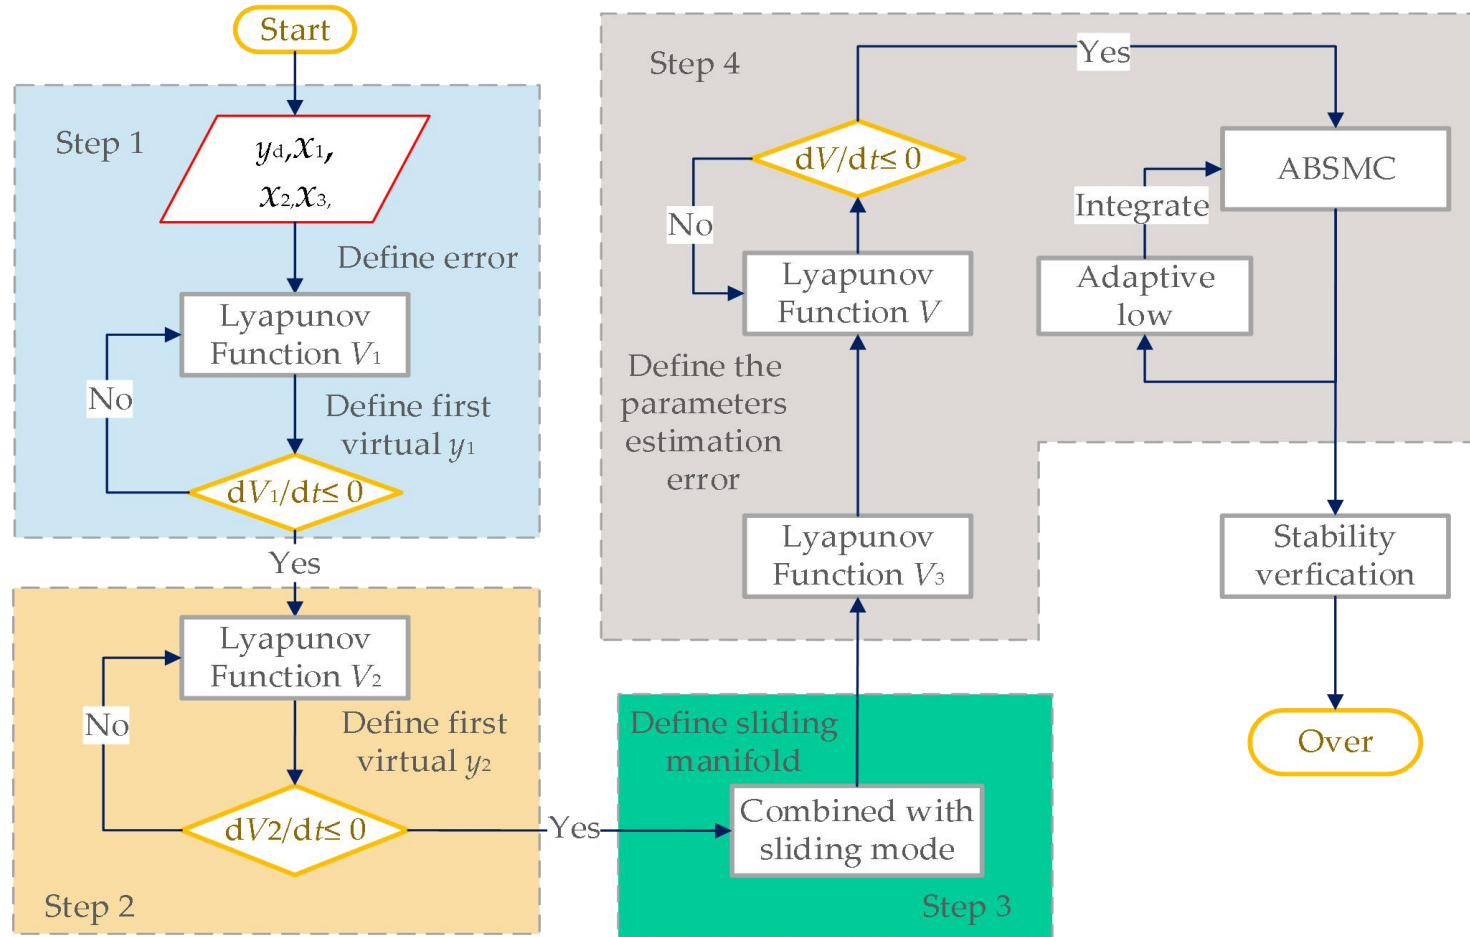 Start
Step 1
yd,x1,
x2,x3,
Define error
Lyapunov
Function V1
No
Define first
virtual y1
dV1/dt≤ 0
Yes
Lyapunov
Function V2
No
Define first
virtual y2
dV2/dt≤ 0
Step 2
Yes
Define sliding
manifold
Combined with
sliding mode
Step 3
Step 4
Yes
dV/dt≤ 0
No
Lyapunov
Function V
Define the
parameters
estimation
error
Lyapunov
Function V3
ABSMC
Integrate
Adaptive
low
Stability
verfication
Over